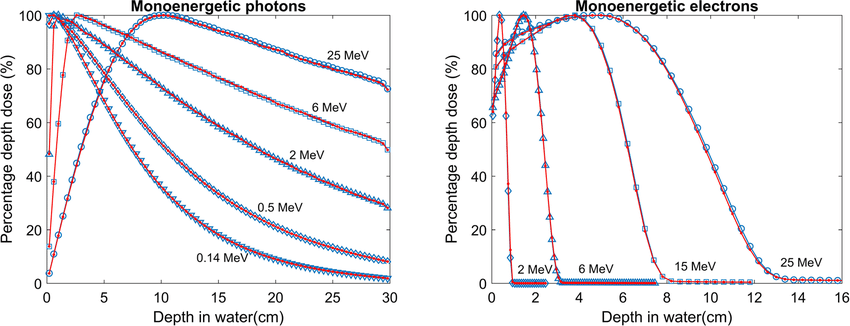 Monoenergetic photons
Percentage depth dose (%)
100
80
60
40
20
0
25 MeV
6 MeV
2 MeV
0.5 MeV
0.14 MeV
0 5 10 15 20 25 30
Depth in water(cm)
Monoenergetic electrons
Percentage depth dose (%)
100
80
60
40
20
0
2 MeV 6 MeV 15 MeV 25 MeV
0 2 4 6 8 10 12 14 16
Depth in water(cm)